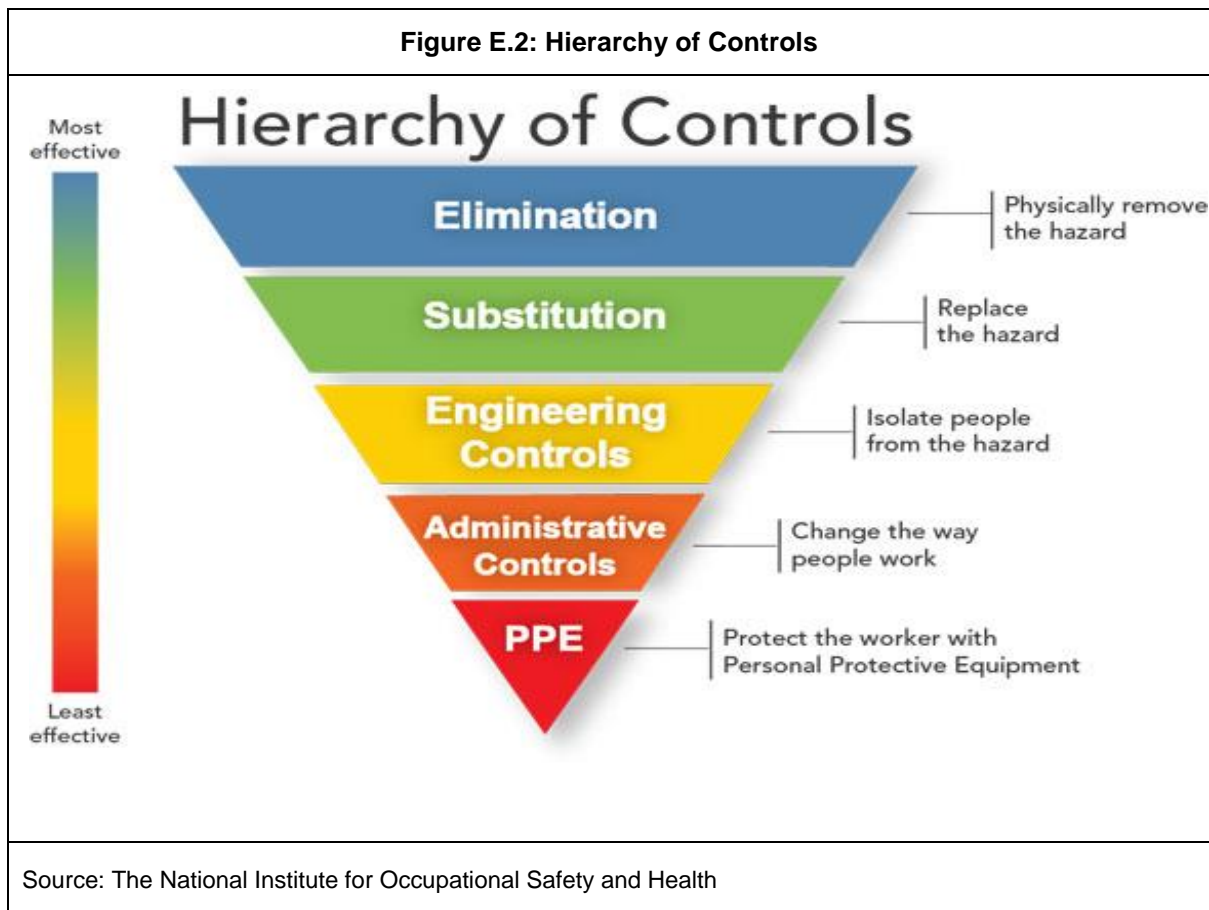 Figure E.2: Hierarchy of Controls
Hierarchy of Controls
Most
effective
Elimination
Physically remove
the hazard
Substitution
Replace
the hazard
Engineering
Controls
Isolate people
from the hazard
Administrative
Controls
Change the way
people work
PPE
Protect the worker with
Personal Protective Equipment
Least
effective
Source: The National Institute for Occupational Safety and Health